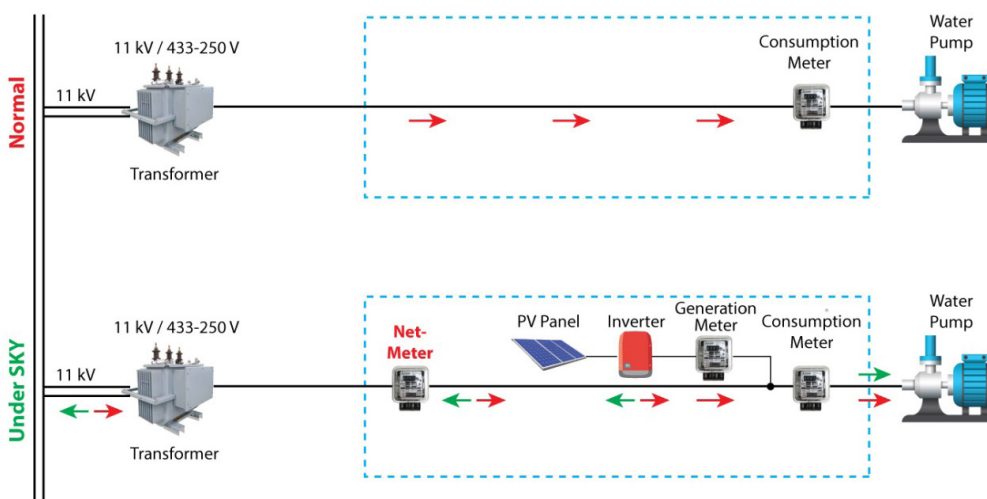 Normal
11 kV / 433-250 V
11 kV
Transformer
Consumption
Meter
Water
Pump
Under SKY
11 kV / 433-250 V
11 kV
Transformer
Net-
Meter
PV Panel
Inverter
Generation
Meter
Consumption
Meter
Water
Pump